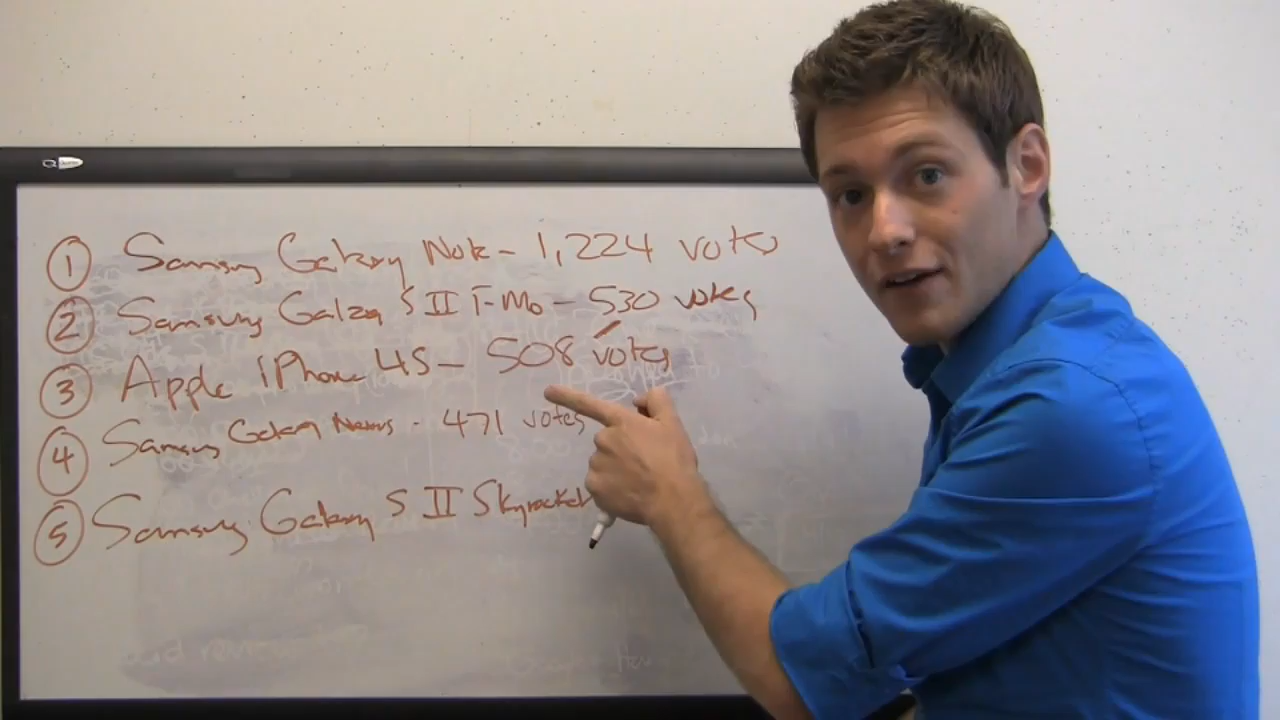 ① Samsung Galaxy Note - 1,224 votes
② Samsung Galaxy S II T-Mo - 530 votes
③ Apple iPhone 4S - 508 votes
④ Samsung Galaxy Nexus - 471 votes
⑤ Samsung Galaxy S II Skyrocket